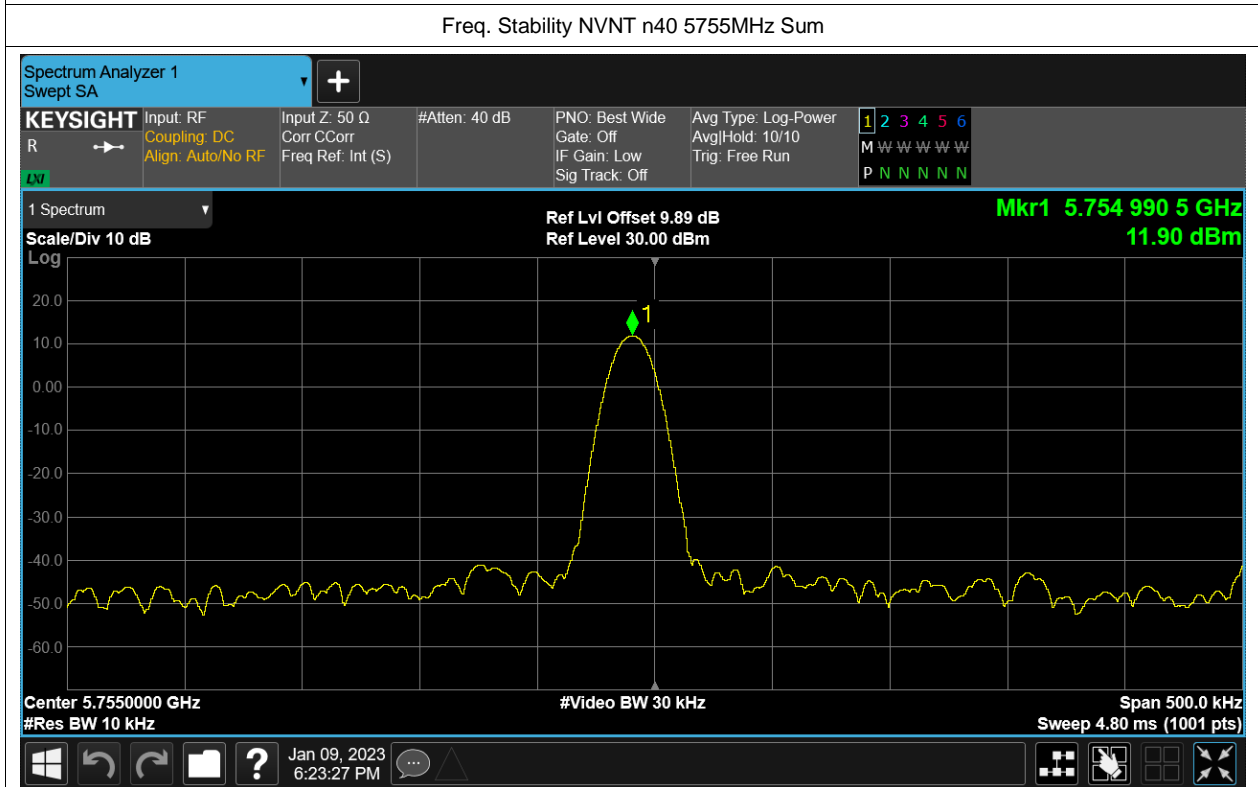 Freq. Stability NVNT n40 5755MHz Sum
Spectrum Analyzer 1
Swept SA
KEYSIGHT
R
LXI
Input: RF
Coupling: DC
Align: Auto/No RF
Input Z: 50 Ω
Corr CCorr
Freq Ref: Int (S)
#Atten: 40 dB
PNO: Best Wide
Gate: Off
IF Gain: Low
Sig Track: Off
Avg Type: Log-Power
Avg|Hold: 10/10
Trig: Free Run
1 2 3 4 5 6
M W W W W W
P N N N N N
1 Spectrum
Scale/Div 10 dB
Log
Ref Lvl Offset 9.89 dB
Ref Level 30.00 dBm
Mkr1 5.754 990 5 GHz
11.90 dBm
1
20.0
10.0
0.00
-10.0
-20.0
-30.0
-40.0
-50.0
-60.0
Center 5.7550000 GHz
#Res BW 10 kHz
#Video BW 30 kHz
Span 500.0 kHz
Sweep 4.80 ms (1001 pts)
?
Jan 09, 2023
6:23:27 PM